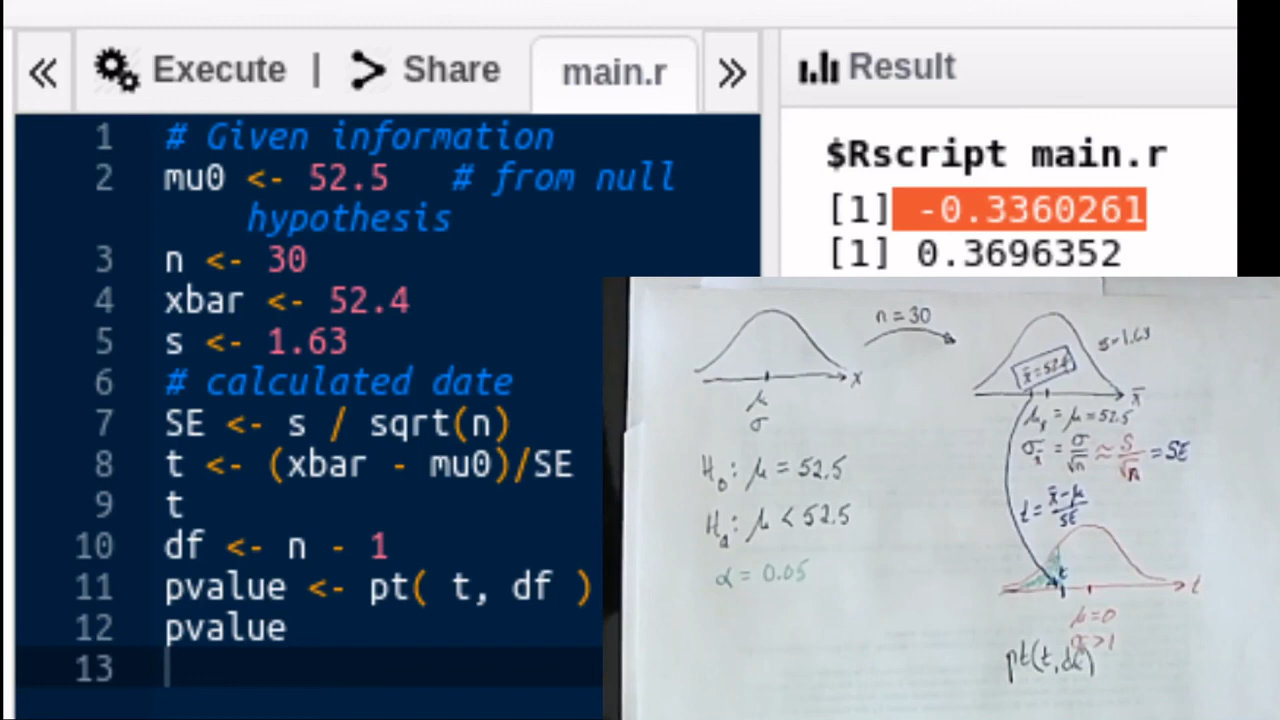 Execute | Share main.r
1 # Given information
2 mu0 <- 52.5 # from null
hypothesis
3 n <- 30
4 xbar <- 52.4
5 s <- 1.63
6 # calculated date
7 SE <- s / sqrt(n)
8 t <- (xbar - mu0)/SE
9 t
10 df <- n - 1
11 pvalue <- pt( t, df )
12 pvalue
13
Result
$Rscript main.r
[1] -0.3360261
[1] 0.3696352
n = 30
x
μ
σ
H₀: μ = 52.5
Hₐ: μ < 52.5
α = 0.05
s=1.63
x̄=52.4
x̄
μx̄ = μ = 52.5
σx̄ = σ/√n ≈ S/√n = SE
t = x̄-μ/SE
t
t
μ=0
σ>1
pt(t,df)